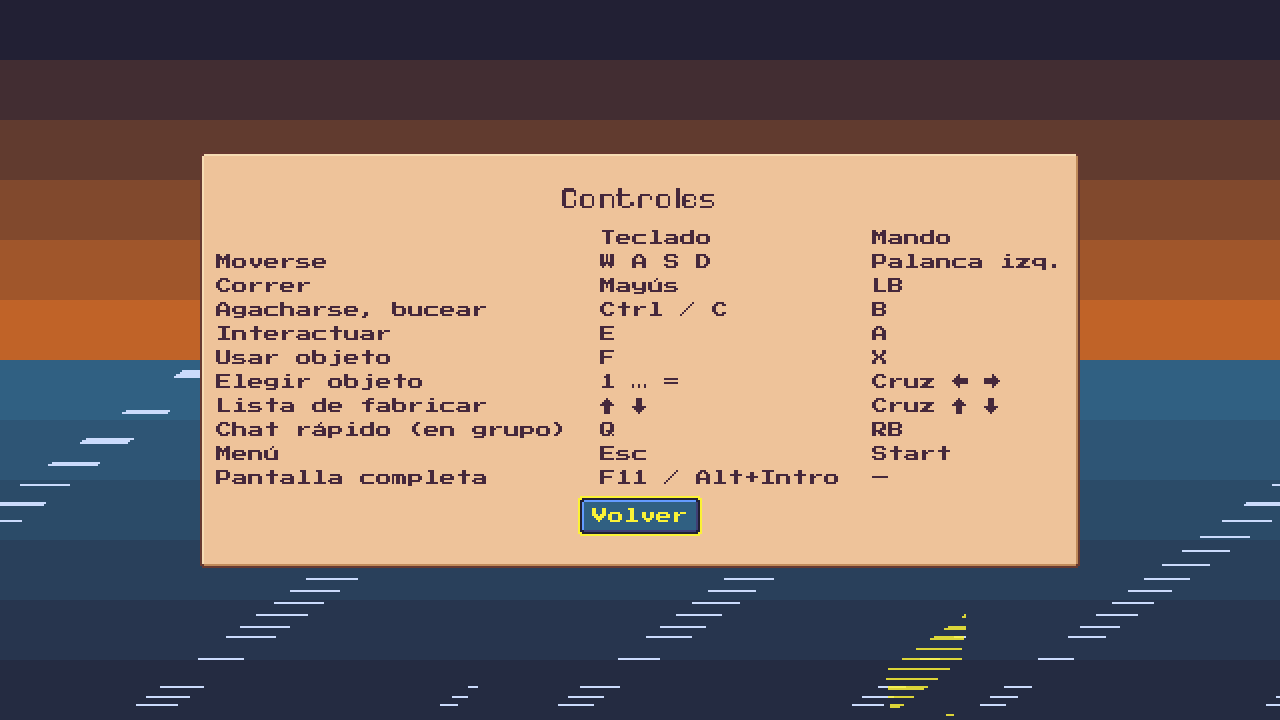 Controles
Teclado Mando
Moverse W A S D Palanca izq.
Correr Mayús LB
Agacharse, bucear Ctrl / C B
Interactuar E A
Usar objeto F X
Elegir objeto 1 … = Cruz ← →
Lista de fabricar ↑ ↓ Cruz ↑ ↓
Chat rápido (en grupo) Q RB
Menú Esc Start
Pantalla completa F11 / Alt+Intro —
Volver